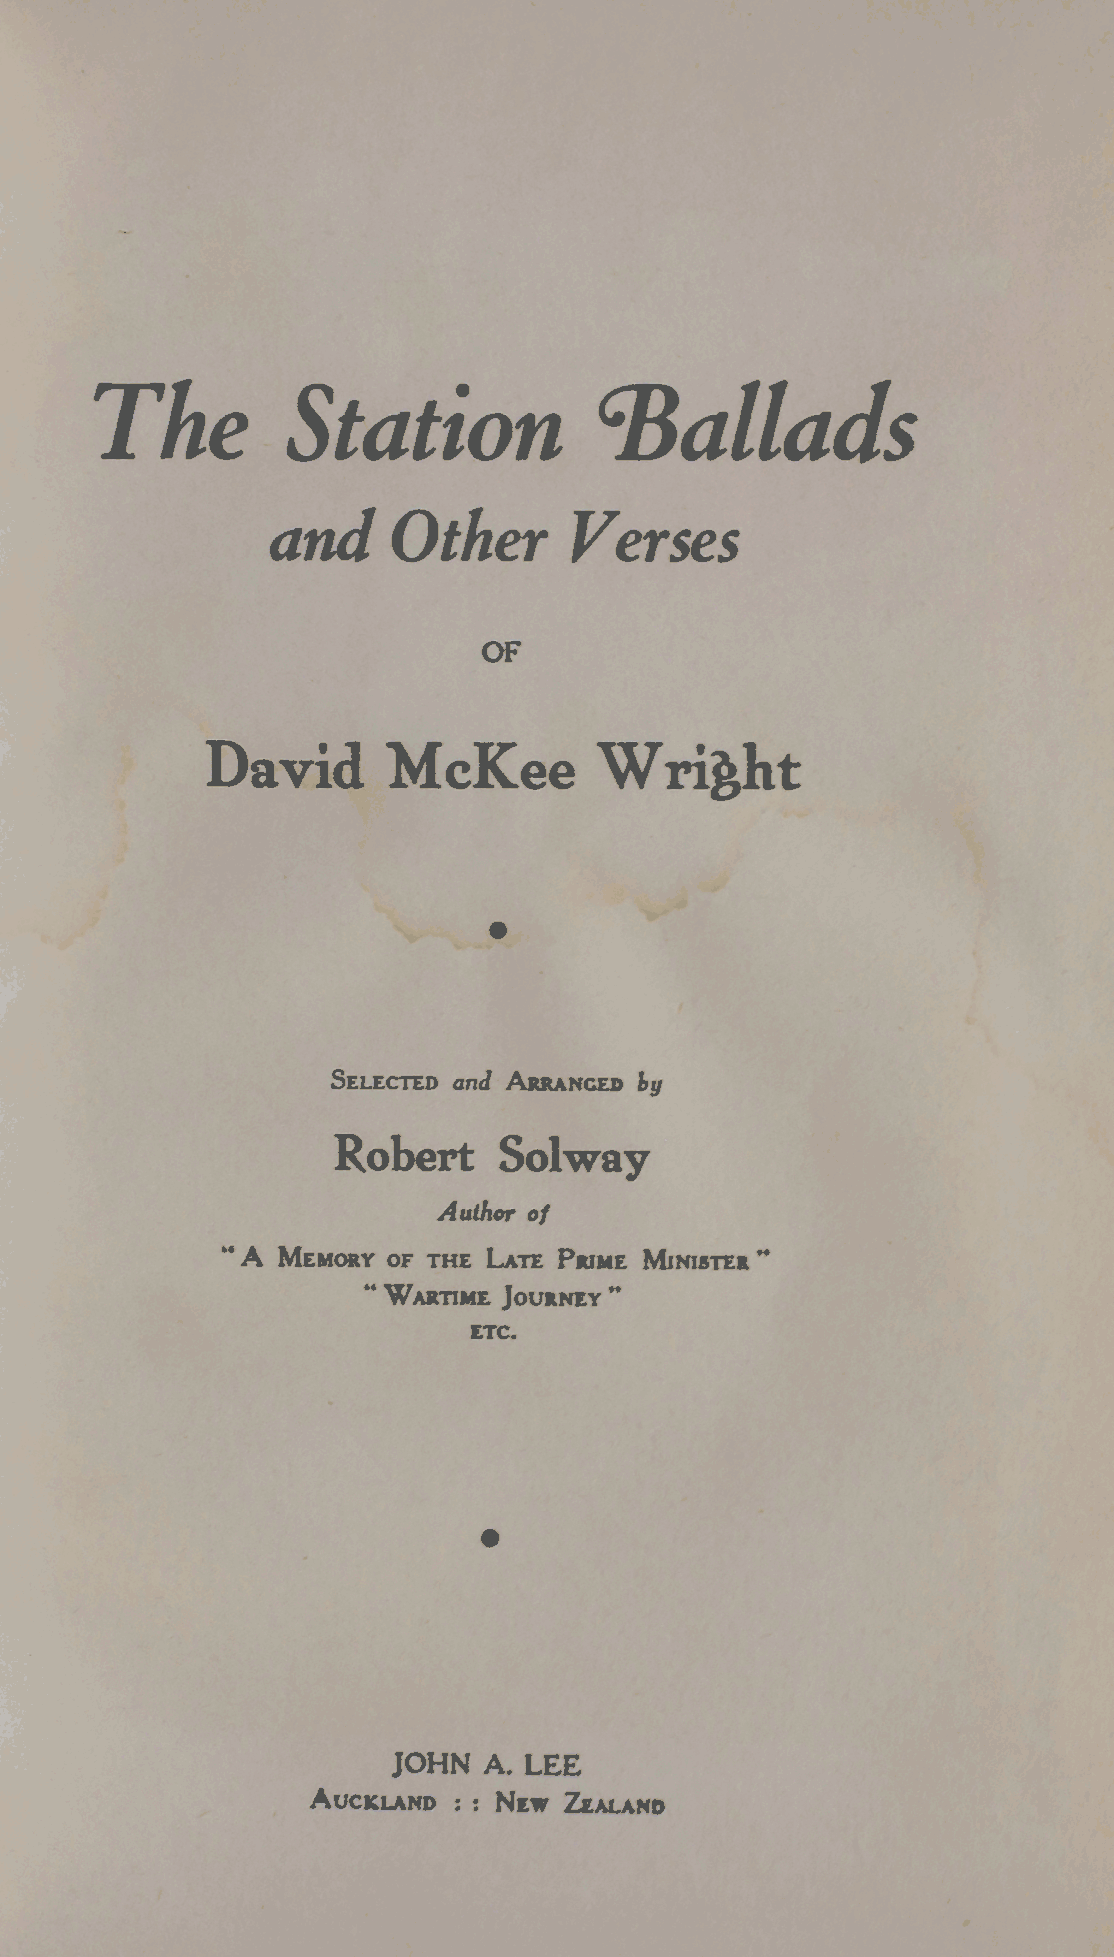 The Station Ballads
and Other Verses
OF
David McKee Wright
•
SELECTED and ARRANGED by
Robert Solway
Author of
"A MEMORY OF THE LATE PRIME MINISTER"
"WARTIME JOURNEY"
ETC.
•
JOHN A. LEE
AUCKLAND : : NEW ZEALAND